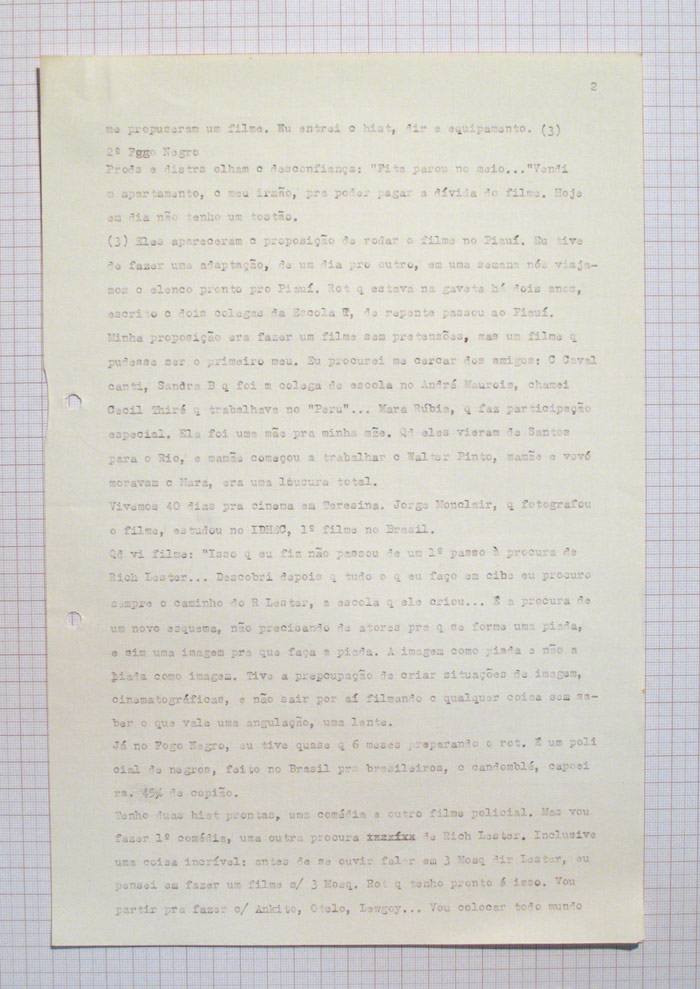 2
me propuseram um filme. Eu entrei c hist, dir e equipamento. (3)
2º Fogo Negro
Prods e distrs olham c desconfiança: "Fita parou no meio..."Vendi
o apartamento, c meu irmão, pra poder pagar a dívida do filme. Hoje
em dia não tenho um tostão.
(3) Eles apareceram c proposição de rodar o filme no Piauí. Eu tive
de fazer uma adaptação, de um dia pro outro, em uma semana nós viaja-
mos c elenco pronto pro Piauí. Rot q estava na gaveta há dois anos,
escrito c dois colegas da Escola T, de repente passou ao Piauí.
Minha proposição era fazer um filme sem pretensões, mas um filme q
pudesse ser o primeiro meu. Eu procurei me cercar dos amigos: C Caval
canti, Sandra B q foi m colega de escola no André Maurois, chamei
Cecil Thiré q trabalhava no "Peru"... Mara Rúbia, q faz participação
especial. Ela foi uma mãe pra minha mãe. Qd eles vieram de Santos
para o Rio, e mamãe começou a trabalhar c Walter Pinto, mamãe e vovó
moravam c Mara, era uma lóucura total.
Vivemos 40 dias pra cinema em Teresina. Jorge Monclair, q fotografou
o filme, estudou no IDHEC, 1º filme no Brasil.
Qd vi filme: "Isso q eu fiz não passou de um 1º passo à procura de
Rich Lester... Descobri depois q tudo o q eu faço em cine eu procuro
sempre o caminho do R Lester, a escola q ele criou... É a procura de
um novo esquema, não precisando de atores pra q se forme uma piada,
e sim uma imagem pra que faça a piada. A imagem como piada e não a
piada como imagem. Tive a prepcupação de criar situações de imagem,
cinematográficas, e não sair por aí filmando c qualquer coisa sem sa-
ber o que vale uma angulação, uma lente.
Já no Fogo Negro, eu tive quase q 6 meses preparando o rot. É um poli
cial de negros, feito no Brasil pra brasileiros, c candomblé, capoei
ra. 45% de copião.
Tenho duas hist prontas, uma comédia e outro filme policial. Mas vou
fazer 1º comédia, uma outra procura de Rich Lester. Inclusive
uma coisa incrível: antes de se ouvir falar em 3 Mosq dir Lester, eu
pensei em fazer um filme s/ 3 Mosq. Rot q tenho pronto é isso. Vou
partir pra fazer c/ Ankito, Otelo, Lewgoy... Vou colocar todo mundo